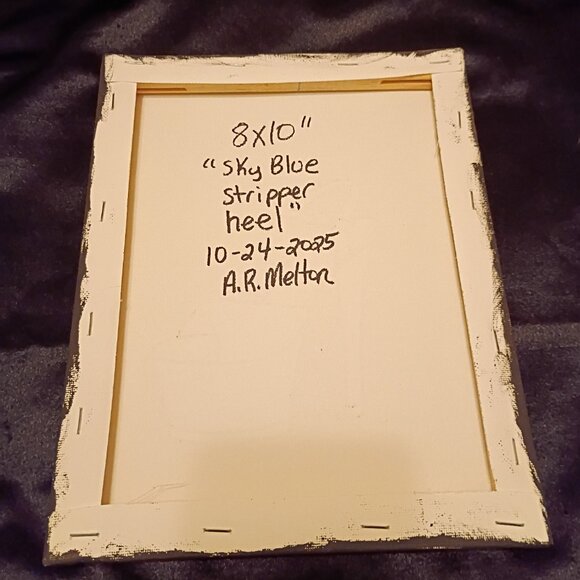 8x10"
"Sky Blue
stripper
heel"
10-24-2025
A.R. Melton